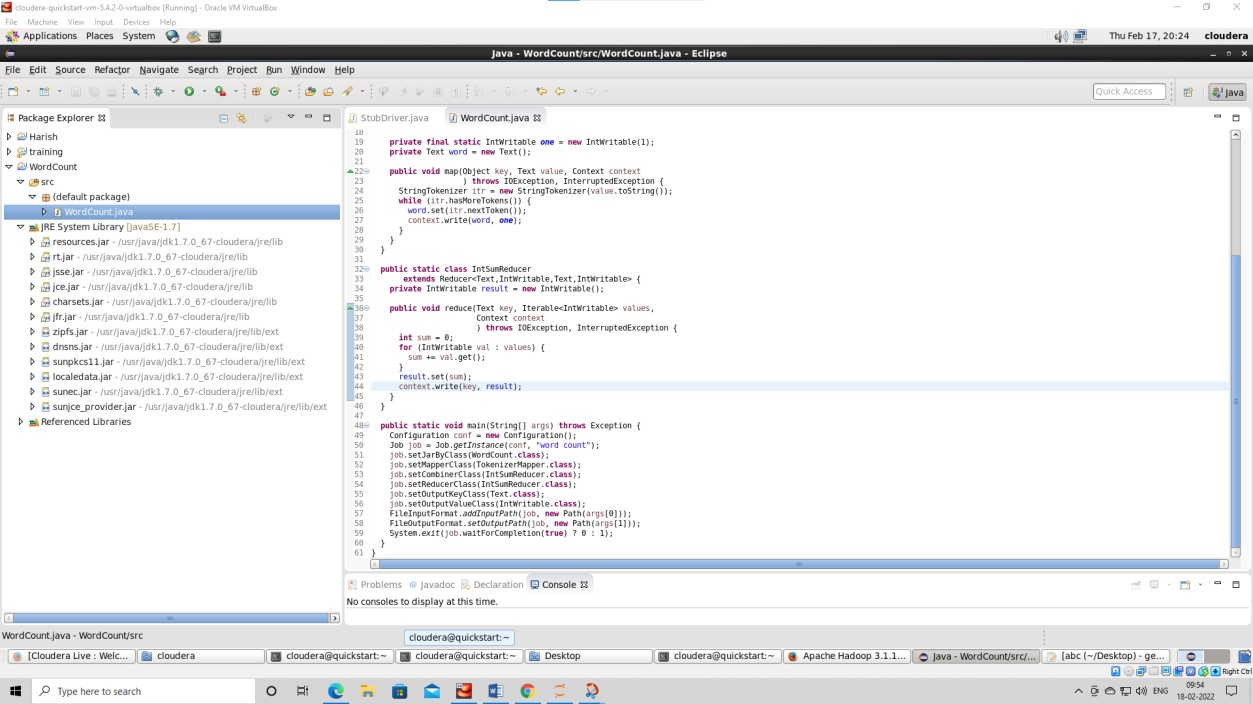 cloudera-quickstart-vm-5.4.2-0-virtualbox [Running] - Oracle VM VirtualBox
File Machine View Input Devices Help
Applications Places System
Thu Feb 17, 20:24 cloudera
Java - WordCount/src/WordCount.java - Eclipse
File Edit Source Refactor Navigate Search Project Run Window Help
Quick Access
Java
Package Explorer
Harish
training
WordCount
src
(default package)
WordCount.java
JRE System Library [JavaSE-1.7]
resources.jar - /usr/java/jdk1.7.0_67-cloudera/jre/lib
rt.jar - /usr/java/jdk1.7.0_67-cloudera/jre/lib
jsse.jar - /usr/java/jdk1.7.0_67-cloudera/jre/lib
jce.jar - /usr/java/jdk1.7.0_67-cloudera/jre/lib
charsets.jar - /usr/java/jdk1.7.0_67-cloudera/jre/lib
jfr.jar - /usr/java/jdk1.7.0_67-cloudera/jre/lib
zipfs.jar - /usr/java/jdk1.7.0_67-cloudera/jre/lib/ext
dnsns.jar - /usr/java/jdk1.7.0_67-cloudera/jre/lib/ext
sunpkcs11.jar - /usr/java/jdk1.7.0_67-cloudera/jre/lib/ext
localedata.jar - /usr/java/jdk1.7.0_67-cloudera/jre/lib/ext
sunec.jar - /usr/java/jdk1.7.0_67-cloudera/jre/lib/ext
sunjce_provider.jar - /usr/java/jdk1.7.0_67-cloudera/jre/lib/ext
Referenced Libraries
StubDriver.java WordCount.java
18
19 private final static IntWritable one = new IntWritable(1);
20 private Text word = new Text();
21
22 public void map(Object key, Text value, Context context
23 ) throws IOException, InterruptedException {
24 StringTokenizer itr = new StringTokenizer(value.toString());
25 while (itr.hasMoreTokens()) {
26 word.set(itr.nextToken());
27 context.write(word, one);
28 }
29 }
30 }
31
32 public static class IntSumReducer
33 extends Reducer<Text,IntWritable,Text,IntWritable> {
34 private IntWritable result = new IntWritable();
35
36 public void reduce(Text key, Iterable<IntWritable> values,
37 Context context
38 ) throws IOException, InterruptedException {
39 int sum = 0;
40 for (IntWritable val : values) {
41 sum += val.get();
42 }
43 result.set(sum);
44 context.write(key, result);
45 }
46 }
47
48 public static void main(String[] args) throws Exception {
49 Configuration conf = new Configuration();
50 Job job = Job.getInstance(conf, "word count");
51 job.setJarByClass(WordCount.class);
52 job.setMapperClass(TokenizerMapper.class);
53 job.setCombinerClass(IntSumReducer.class);
54 job.setReducerClass(IntSumReducer.class);
55 job.setOutputKeyClass(Text.class);
56 job.setOutputValueClass(IntWritable.class);
57 FileInputFormat.addInputPath(job, new Path(args[0]));
58 FileOutputFormat.setOutputPath(job, new Path(args[1]));
59 System.exit(job.waitForCompletion(true) ? 0 : 1);
60 }
61 }
Problems Javadoc Declaration Console
No consoles to display at this time.
WordCount.java - WordCount/src
cloudera@quickstart:~
[Cloudera Live : Welc... cloudera cloudera@quickstart:~ cloudera@quickstart:~ Desktop cloudera@quickstart:~ Apache Hadoop 3.1.1... Java - WordCount/src/... [abc (~/Desktop) - ge...
Right Ctrl
Type here to search
ENG
09:54
18-02-2022